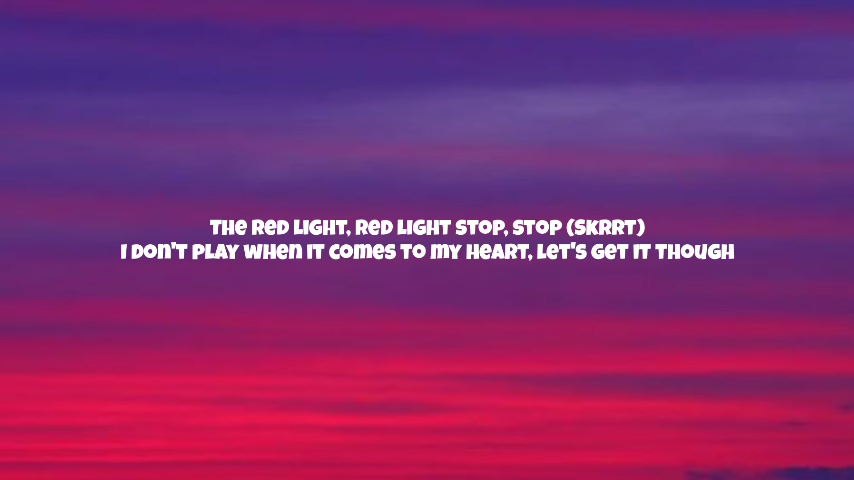 THE RED LIGHT, RED LIGHT STOP, STOP (SKRRT)
I DON'T PLAY WHEN IT COMES TO MY HEART, LET'S GET IT THOUGH